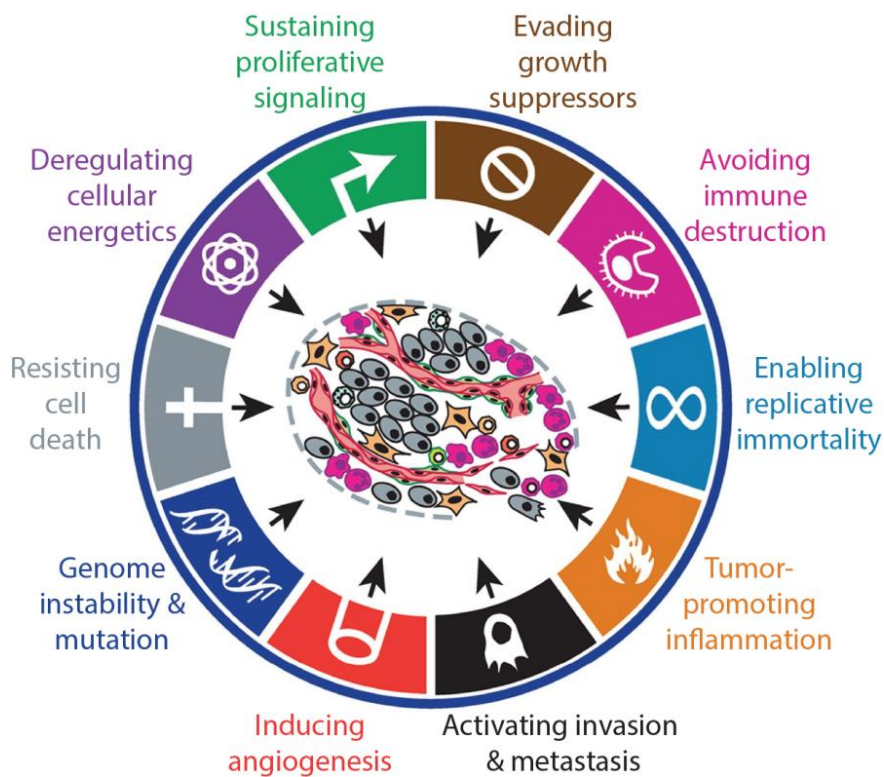 Sustaining
proliferative
signaling
Evading
growth
suppressors
Avoiding
immune
destruction
Enabling
replicative
immortality
Tumor-
promoting
inflammation
Activating invasion
& metastasis
Inducing
angiogenesis
Genome
instability &
mutation
Resisting
cell
death
Deregulating
cellular
energetics